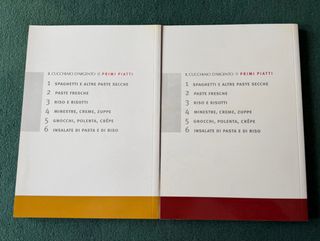 IL CUCCHIAIO D'ARGENTO PRIMI PIATTI
1 SPAGHETTI E ALTRE PASTE SECCHE
2 PASTE FRESCHE
3 RISO E RISOTTI
4 MINESTRE, CREME, ZUPPE
5 GNOCCHI, POLENTA, CRÊPE
6 INSALATE DI PASTA E DI RISO
IL CUCCHIAIO D'ARGENTO PRIMI PIATTI
1 SPAGHETTI E ALTRE PASTE SECCHE
2 PASTE FRESCHE
3 RISO E RISOTTI
4 MINESTRE, CREME, ZUPPE
5 GNOCCHI, POLENTA, CRÊPE
6 INSALATE DI PASTA E DI RISO